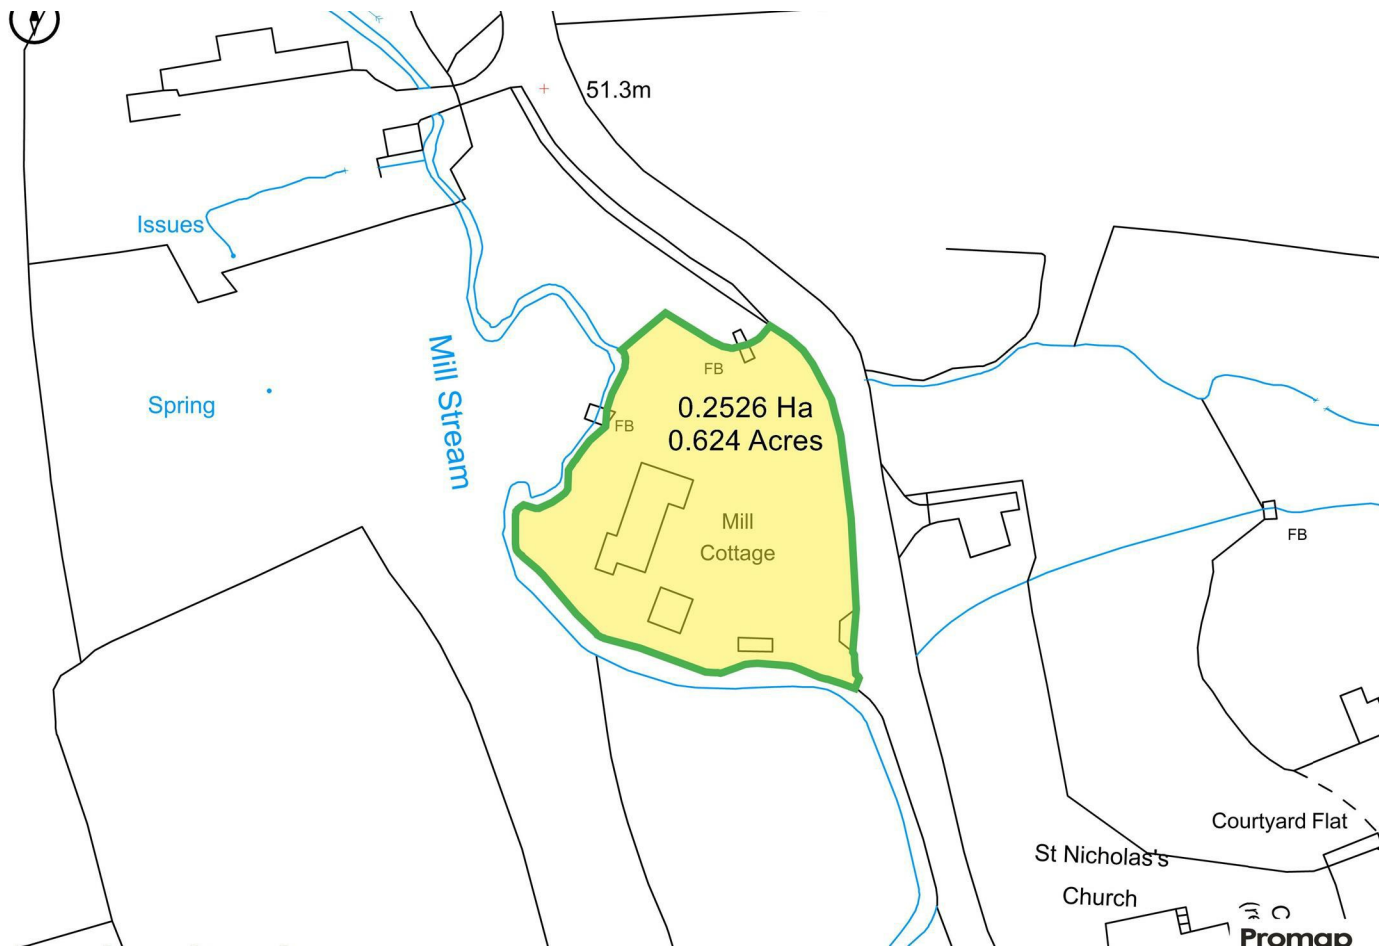 51.3m
Issues
Mill Stream
Spring
FB
0.2526 Ha
0.624 Acres
FB
Mill
Cottage
FB
Courtyard Flat
St Nicholas's
Church
Promap